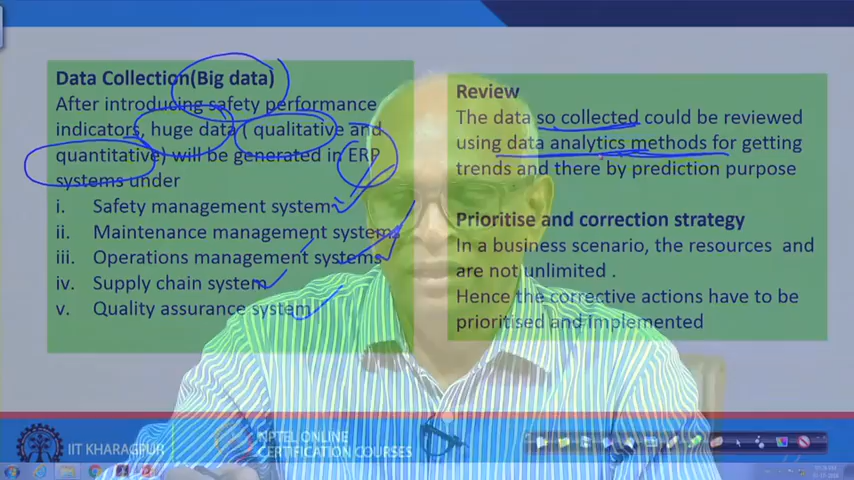 Data Collection(Big data)
After introducing safety performance
indicators, huge data ( qualitative and
quantitative) will be generated in ERP
systems under
i. Safety management system
ii. Maintenance management systems
iii. Operations management systems
iv. Supply chain system
v. Quality assurance system
Review
The data so collected could be reviewed
using data analytics methods for getting
trends and there by prediction purpose
Prioritise and correction strategy
In a business scenario, the resources and
are not unlimited .
Hence the corrective actions have to be
prioritised and implemented
IIT KHARAGPUR
NPTEL ONLINE
CERTIFICATION COURSES